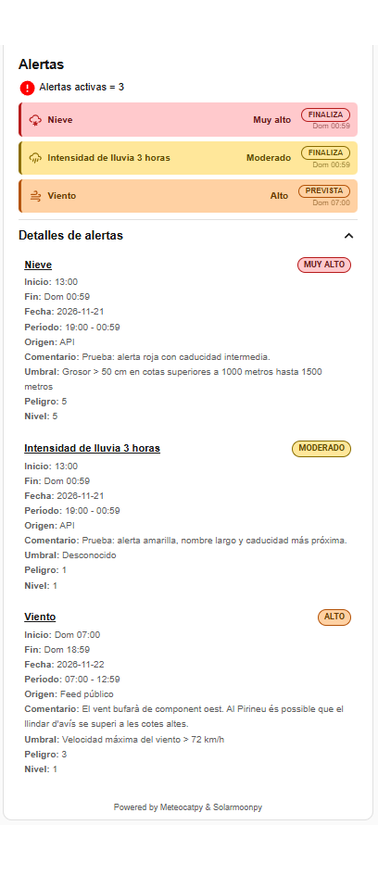 Alertas
Alertas activas = 3
Nieve Muy alto FINALIZA
Dom 00:59
Intensidad de lluvia 3 horas Moderado FINALIZA
Dom 00:59
Viento Alto PREVISTA
Dom 07:00
Detalles de alertas
Nieve MUY ALTO
Inicio: 13:00
Fin: Dom 00:59
Fecha: 2026-11-21
Periodo: 19:00 - 00:59
Origen: API
Comentario: Prueba: alerta roja con caducidad intermedia.
Umbral: Grosor > 50 cm en cotas superiores a 1000 metros hasta 1500
metros
Peligro: 5
Nivel: 5
Intensidad de lluvia 3 horas MODERADO
Inicio: 13:00
Fin: Dom 00:59
Fecha: 2026-11-21
Periodo: 19:00 - 00:59
Origen: API
Comentario: Prueba: alerta amarilla, nombre largo y caducidad más próxima.
Umbral: Desconocido
Peligro: 1
Nivel: 1
Viento ALTO
Inicio: Dom 07:00
Fin: Dom 18:59
Fecha: 2026-11-22
Periodo: 07:00 - 12:59
Origen: Feed público
Comentario: El vent bufarà de component oest. Al Pirineu és possible que el
llindar d'avís se superi a les cotes altes.
Umbral: Velocidad máxima del viento > 72 km/h
Peligro: 3
Nivel: 1
Powered by Meteocatpy & Solarmoonpy